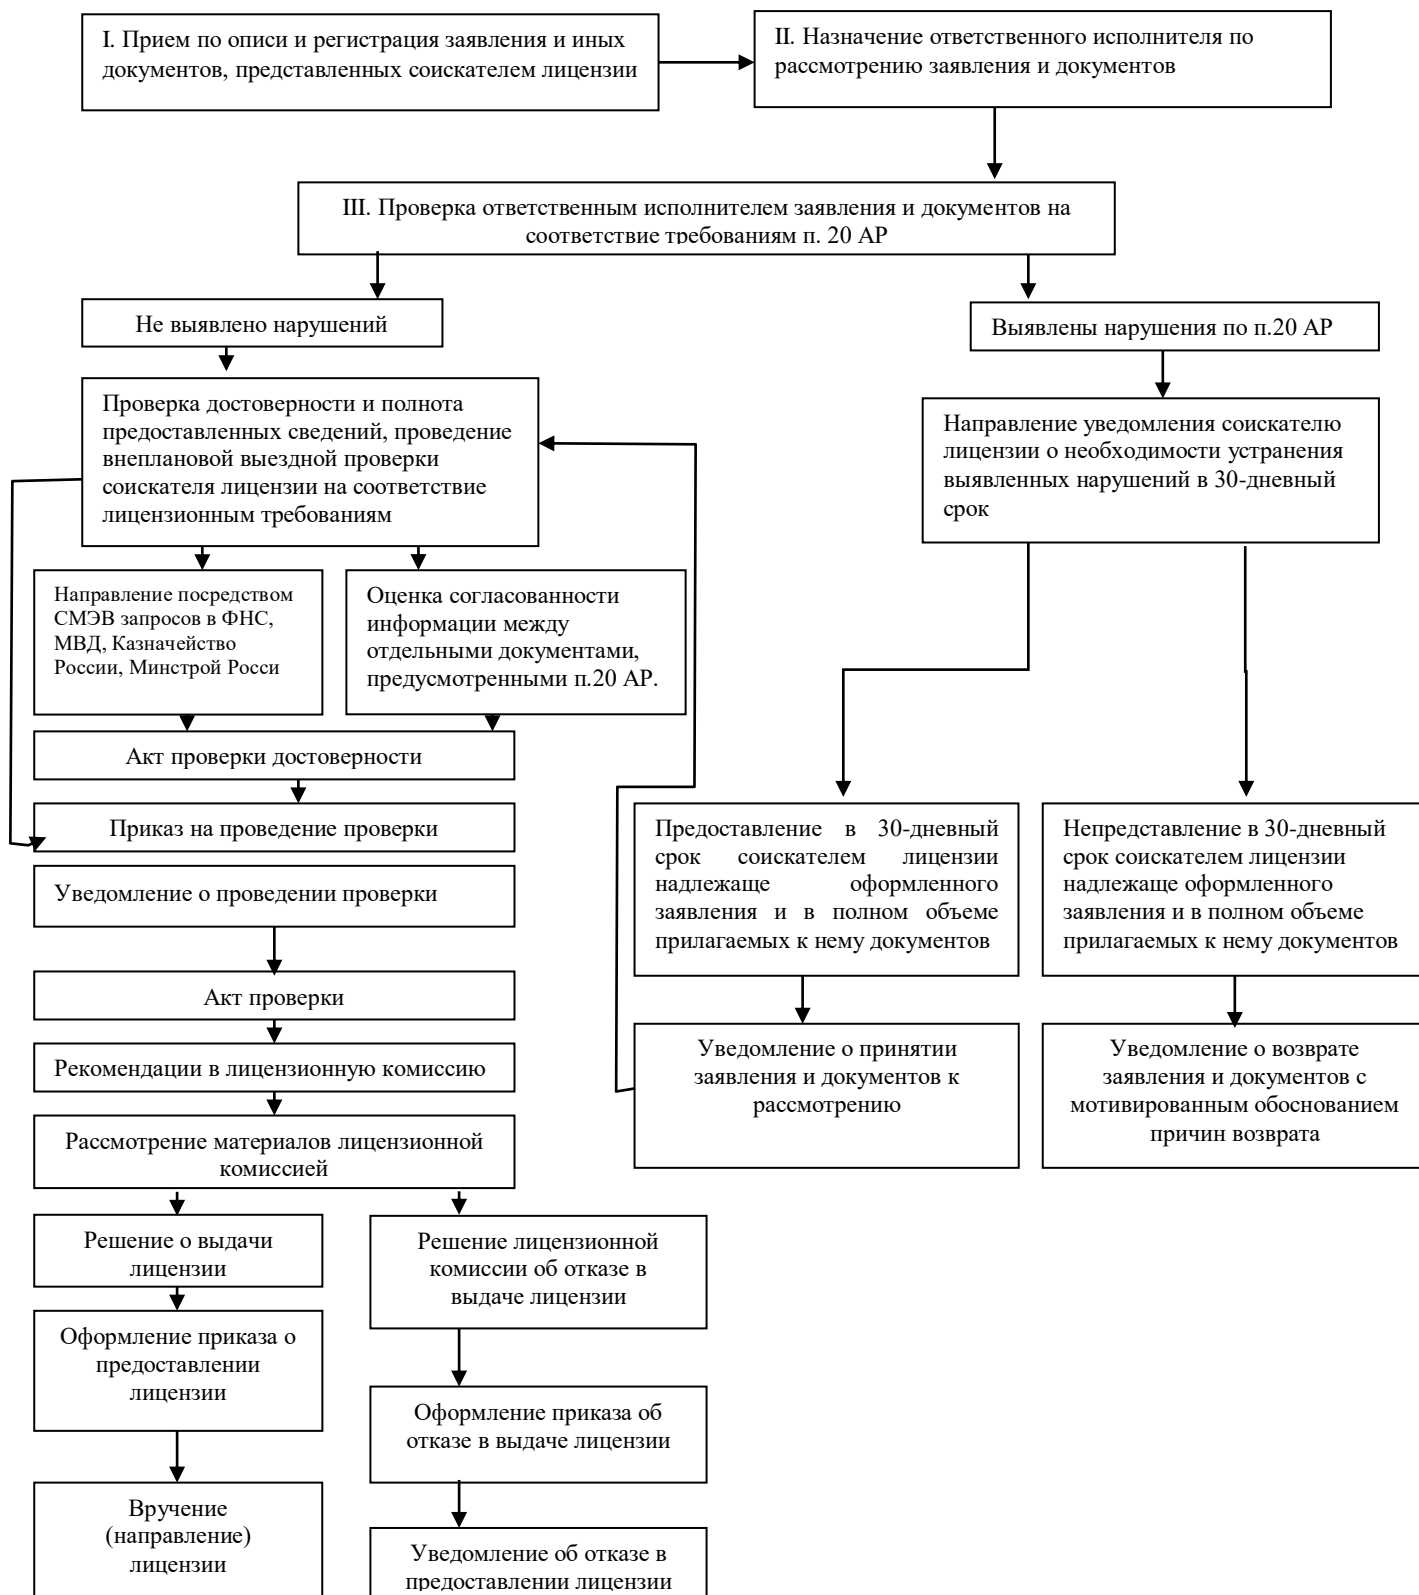 I. Прием по описи и регистрация заявления и иных
документов, представленных соискателем лицензии
II. Назначение ответственного исполнителя по
рассмотрению заявления и документов
III. Проверка ответственным исполнителем заявления и документов на
соответствие требованиям п. 20 АР
Не выявлено нарушений
Выявлены нарушения по п.20 АР
Проверка достоверности и полнота
предоставленных сведений, проведение
внеплановой выездной проверки
соискателя лицензии на соответствие
лицензионным требованиям
Направление уведомления соискателю
лицензии о необходимости устранения
выявленных нарушений в 30-дневный
срок
Направление посредством
СМЭВ запросов в ФНС,
МВД, Казначейство
России, Минстрой Росси
Оценка согласованности
информации между
отдельными документами,
предусмотренными п.20 АР.
Акт проверки достоверности
Приказ на проведение проверки
Уведомление о проведении проверки
Акт проверки
Рекомендации в лицензионную комиссию
Рассмотрение материалов лицензионной
комиссией
Предоставление в 30-дневный
срок соискателем лицензии
надлежаще оформленного
заявления и в полном объеме
прилагаемых к нему документов
Непредставление в 30-дневный
срок соискателем лицензии
надлежаще оформленного
заявления и в полном объеме
прилагаемых к нему документов
Уведомление о принятии
заявления и документов к
рассмотрению
Уведомление о возврате
заявления и документов с
мотивированным обоснованием
причин возврата
Решение о выдачи
лицензии
Решение лицензионной
комиссии об отказе в
выдаче лицензии
Оформление приказа о
предоставлении
лицензии
Оформление приказа об
отказе в выдаче лицензии
Вручение
(направление)
лицензии
Уведомление об отказе в
предоставлении лицензии